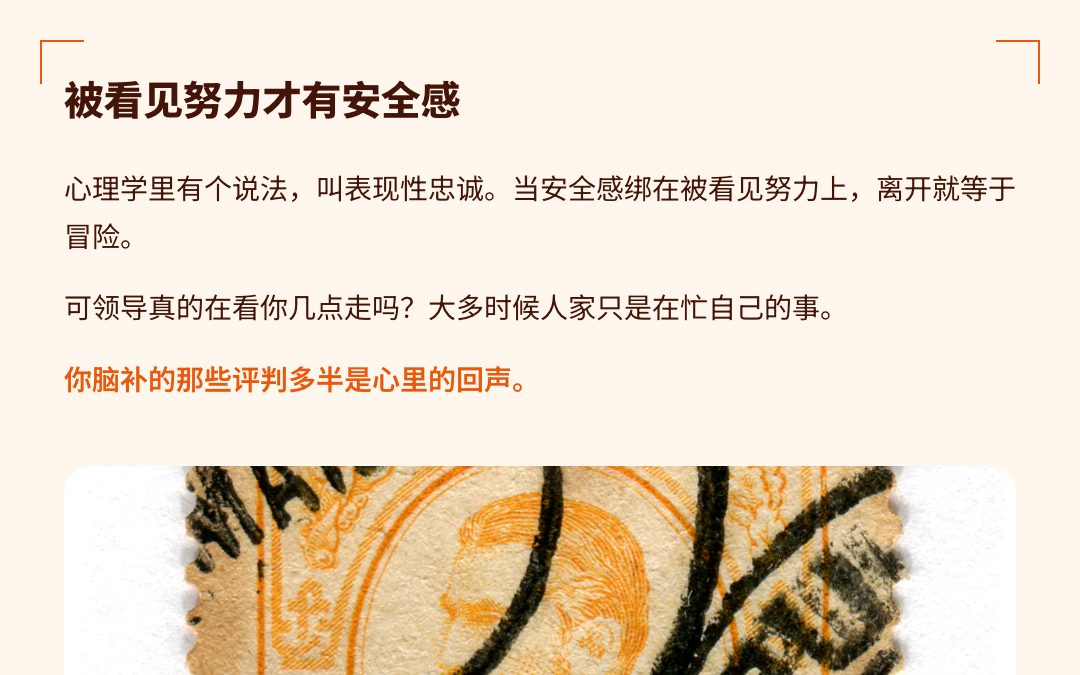 被看见努力才有安全感
心理学里有个说法，叫表现性忠诚。当安全感绑在被看见努力上，离开就等于
冒险。
可领导真的在看你几点走吗？大多时候人家只是在忙自己的事。
你脑补的那些评判多半是心里的回声。